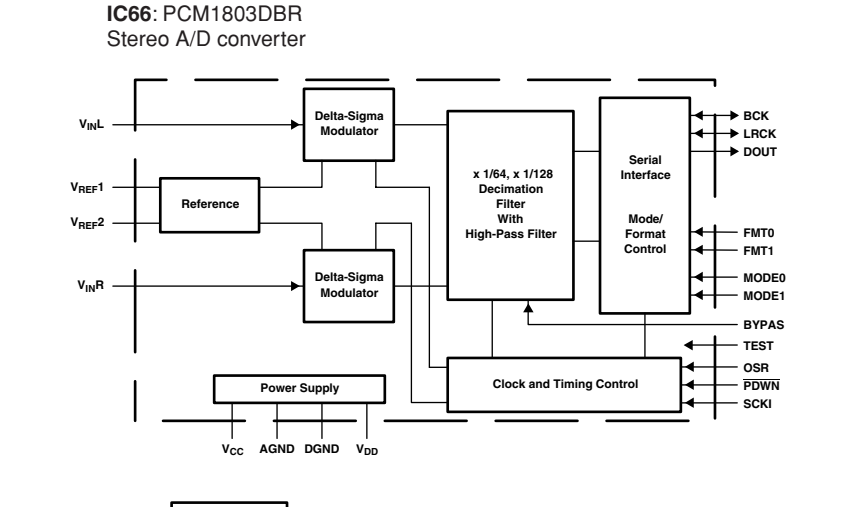 IC66: PCM1803DBR
Stereo A/D converter
VINL
Delta-Sigma
Modulator
BCK
LRCK
DOUT
x 1/64, x 1/128
Decimation
Filter
With
High-Pass Filter
Serial
Interface
Mode/
Format
Control
VREF1
VREF2
Reference
FMT0
FMT1
MODE0
MODE1
VINR
Delta-Sigma
Modulator
BYPAS
TEST
OSR
PDWN
SCKI
Clock and Timing Control
Power Supply
VCC AGND DGND VDD